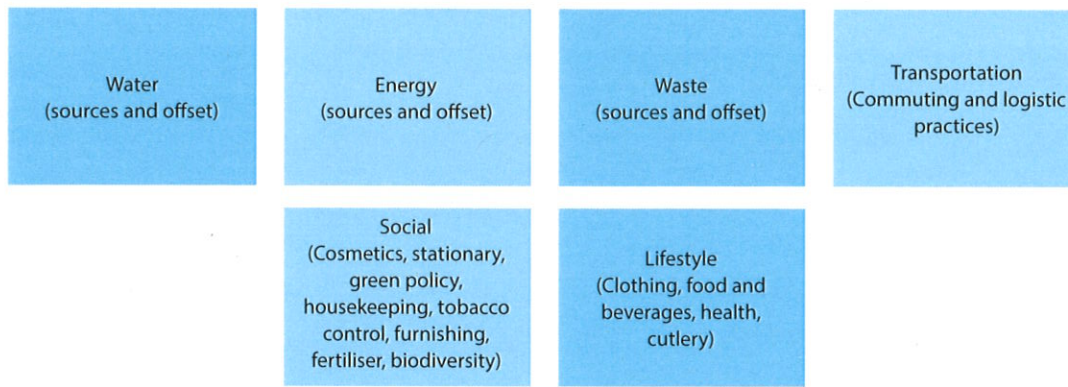 Water
(sources and offset)
Energy
(sources and offset)
Waste
(sources and offset)
Transportation
(Commuting and logistic
practices)
Social
(Cosmetics, stationary,
green policy,
housekeeping, tobacco
control, furnishing,
fertiliser, biodiversity)
Lifestyle
(Clothing, food and
beverages, health,
cutlery)